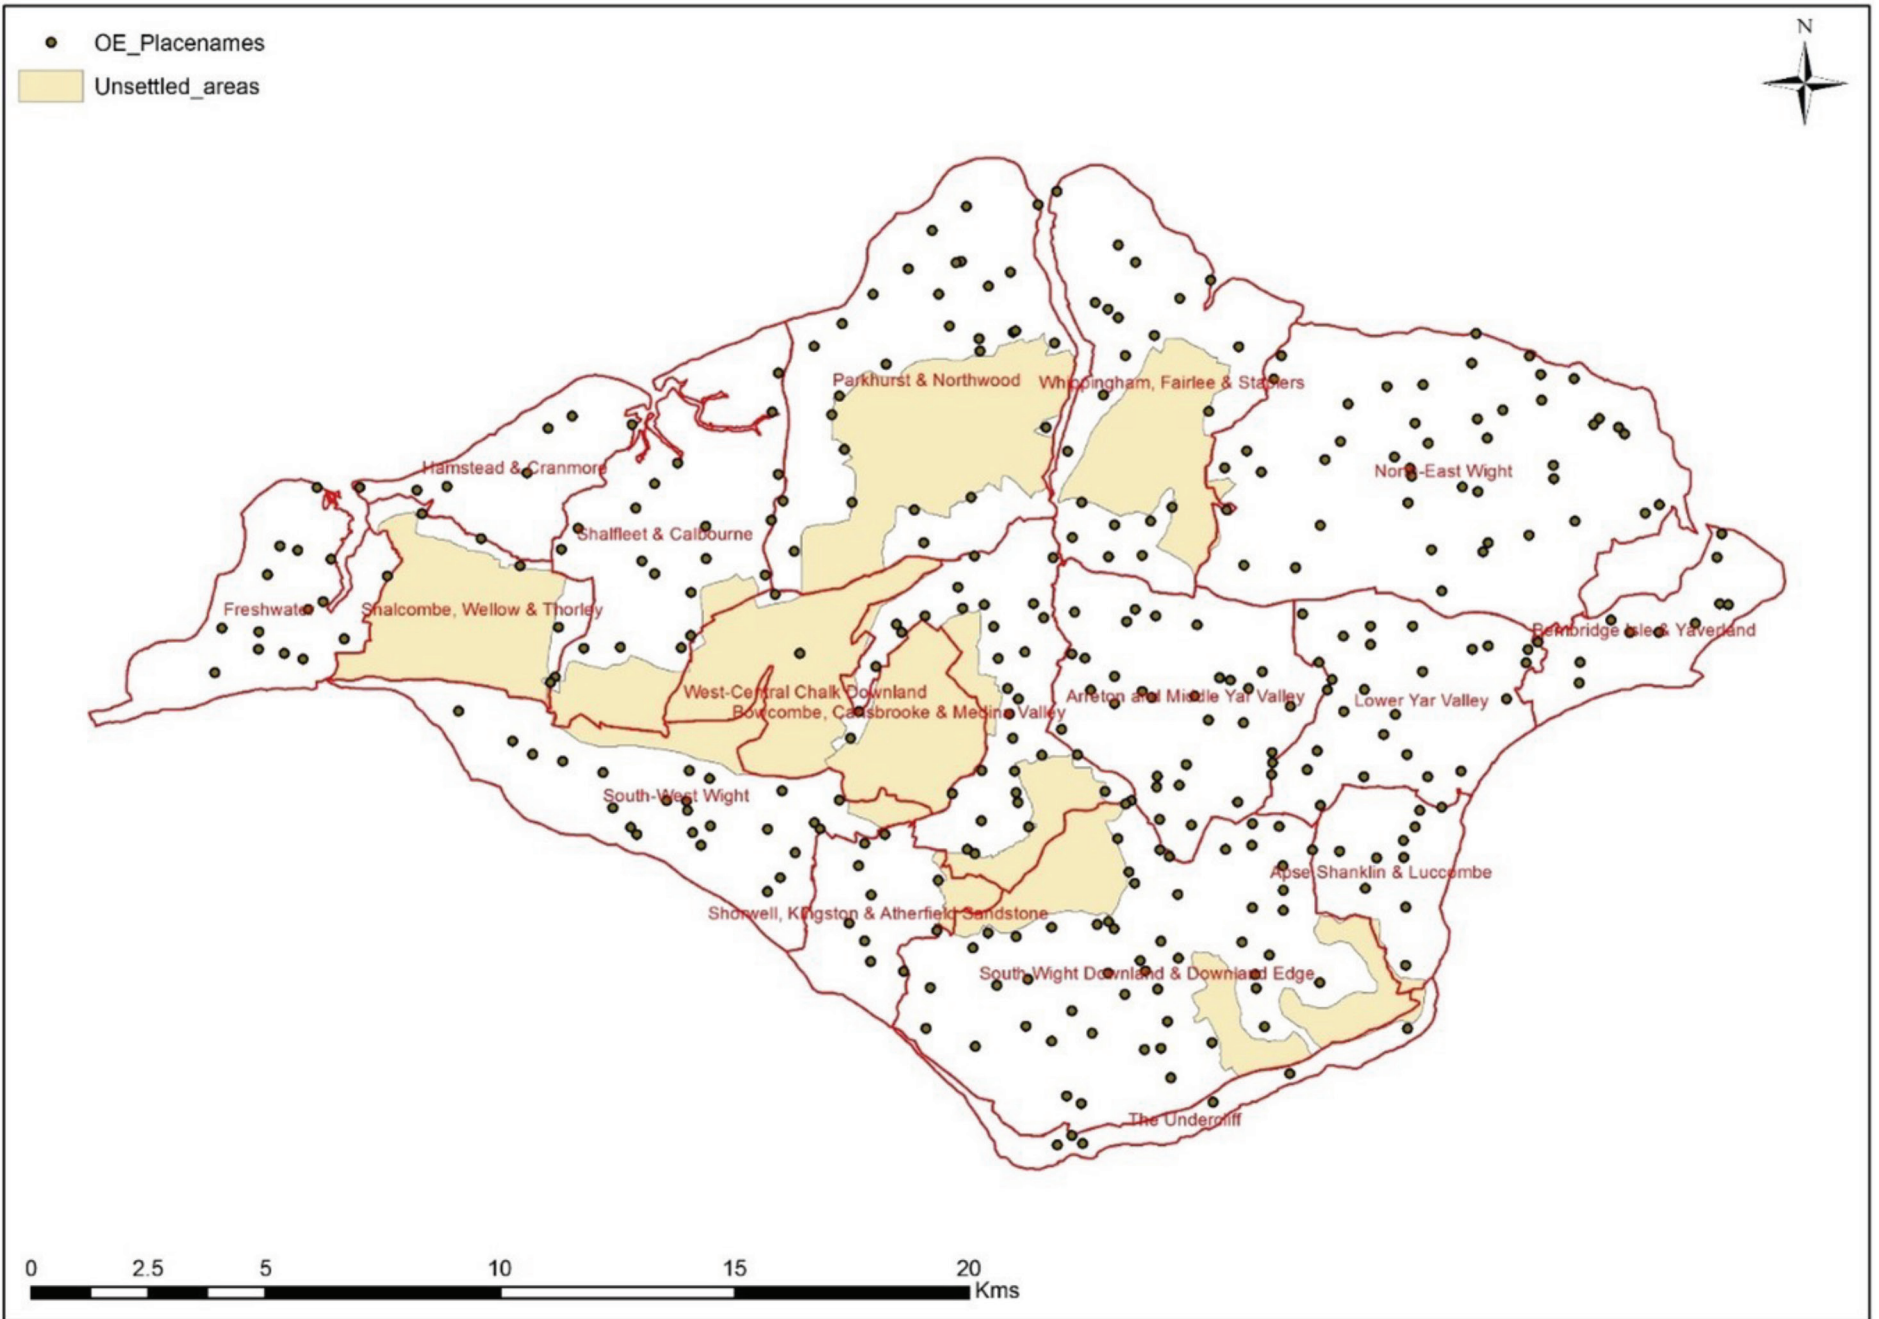 OE_Placenames
N
Unsettled_areas
Parkhurst & Northwood
Whippingham, Fairlee & Staplers
Hamstead & Cranmore
North-East Wight
Shalfleet & Calbourne
Freshwater
Shalcombe, Wellow & Thorley
Bembridge Isle & Yaverland
West-Central Chalk Downland
Arreton and Middle Yar Valley
Lower Yar Valley
Bowcombe, Carisbrooke & Medina Valley
South-West Wight
Apse Shanklin & Luccombe
Shorwell, Kingston & Atherfield Sandstone
South Wight Downland & Downland Edge
The Undercliff
0 2.5 5 10 15 20
Kms